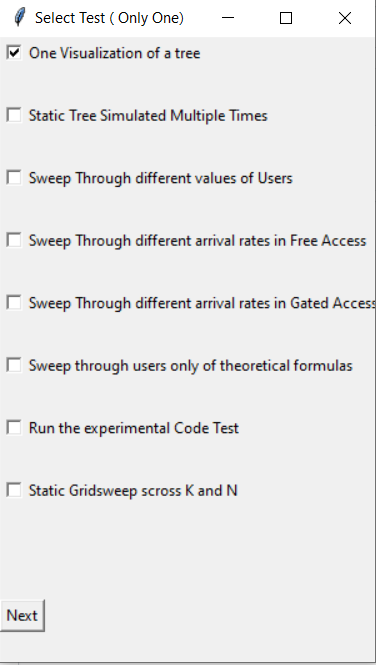 Select Test ( Only One)
One Visualization of a tree
Static Tree Simulated Multiple Times
Sweep Through different values of Users
Sweep Through different arrival rates in Free Access
Sweep Through different arrival rates in Gated Access
Sweep through users only of theoretical formulas
Run the experimental Code Test
Static Gridsweep scross K and N
Next